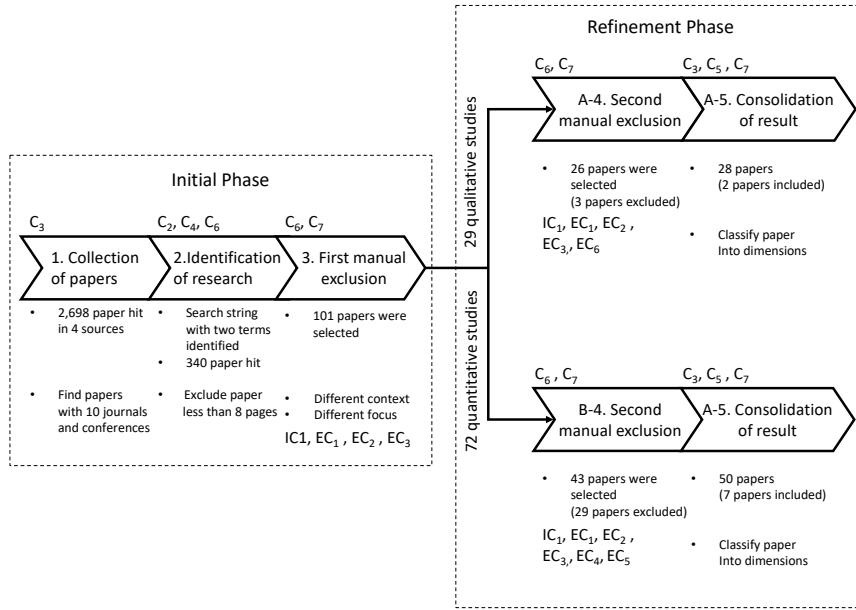 Refinement Phase
C6, C7
C3, C5 , C7
A-4. Second
manual exclusion
A-5. Consolidation
of result
29 qualitative studies
• 26 papers were
selected
(3 papers excluded)
IC1, EC1, EC2 ,
EC3,, EC6
• 28 papers
(2 papers included)
• Classify paper
Into dimensions
Initial Phase
C3
C2, C4, C6
C6, C7
1. Collection
of papers
2.Identification
of research
3. First manual
exclusion
• 2,698 paper hit
in 4 sources
• Find papers
with 10 journals
and conferences
• Search string
with two terms
identified
• 340 paper hit
• Exclude paper
less than 8 pages
• 101 papers were
selected
• Different context
• Different focus
IC1, EC1 , EC2 , EC3
72 quantitative studies
C6 , C7
C3, C5 , C7
B-4. Second
manual exclusion
A-5. Consolidation
of result
• 43 papers were
selected
(29 papers excluded)
IC1, EC1, EC2 ,
EC3,, EC4, EC5
• 50 papers
(7 papers included)
• Classify paper
Into dimensions